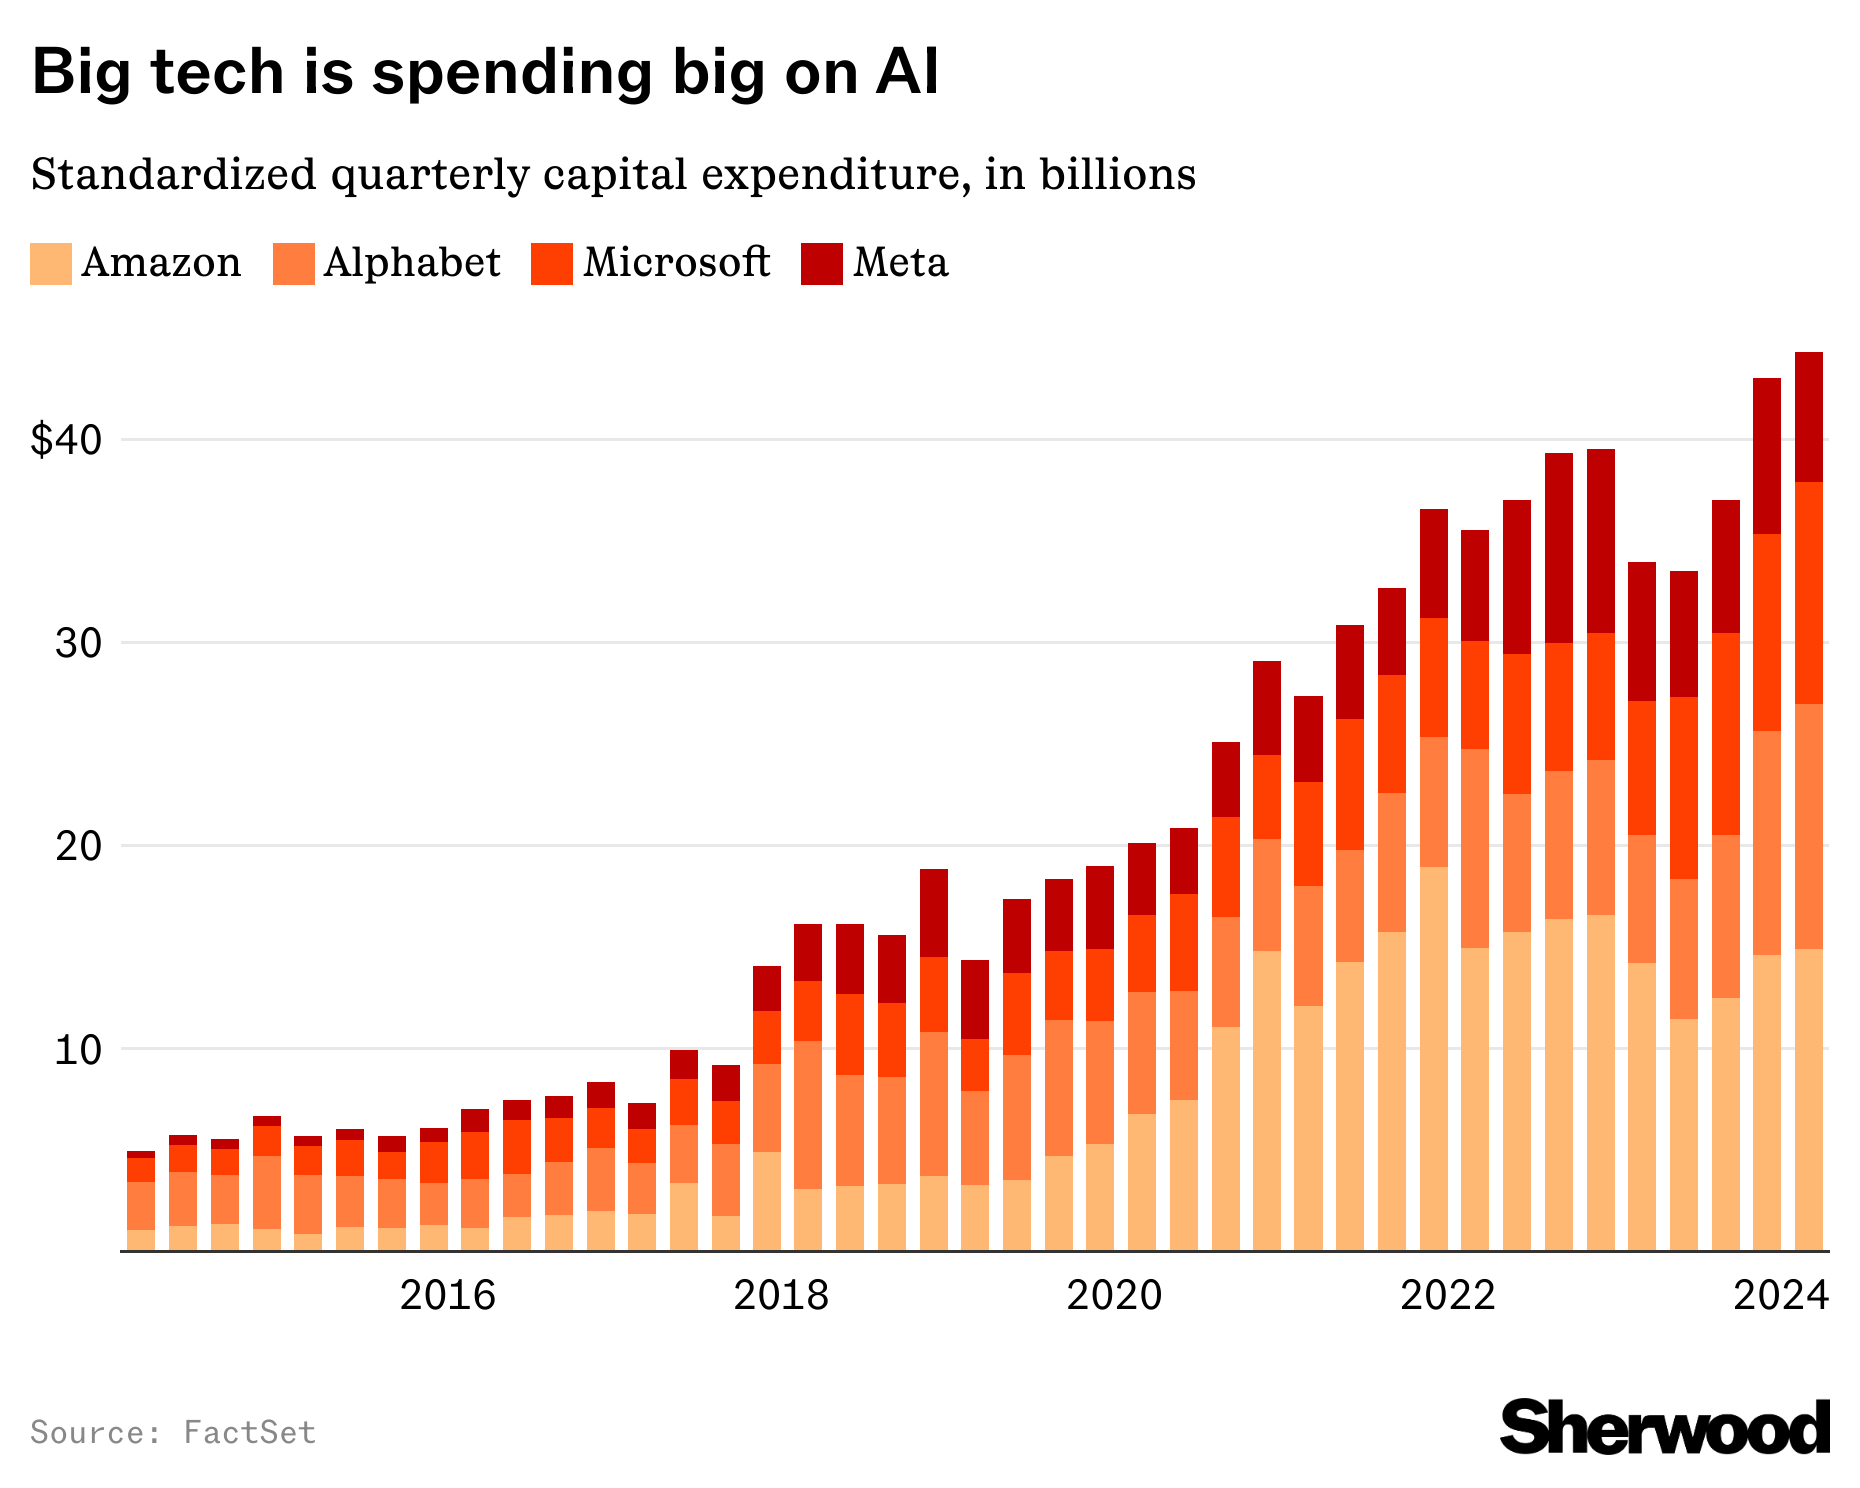 Big tech is spending big on AI
Standardized quarterly capital expenditure, in billions
Amazon Alphabet Microsoft Meta
$40
30
20
10
2016 2018 2020 2022 2024
Source: FactSet
Sherwood